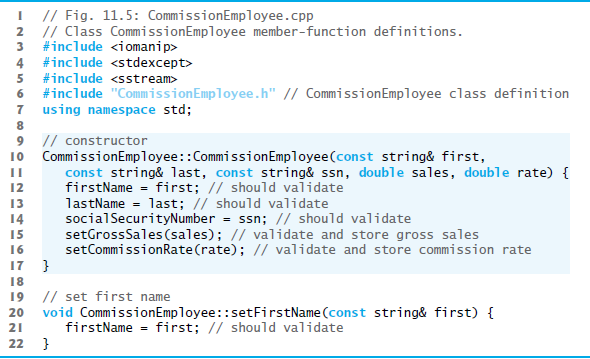 1 // Fig. 11.5: CommissionEmployee.cpp
2 // Class CommissionEmployee member-function definitions.
3 #include <iomanip>
4 #include <stdexcept>
5 #include <sstream>
6 #include "CommissionEmployee.h" // CommissionEmployee class definition
7 using namespace std;
8
9 // constructor
10 CommissionEmployee::CommissionEmployee(const string& first,
11    const string& last, const string& ssn, double sales, double rate) {
12    firstName = first; // should validate
13    lastName = last; // should validate
14    socialSecurityNumber = ssn; // should validate
15    setGrossSales(sales); // validate and store gross sales
16    setCommissionRate(rate); // validate and store commission rate
17 }
18
19 // set first name
20 void CommissionEmployee::setFirstName(const string& first) {
21    firstName = first; // should validate
22 }